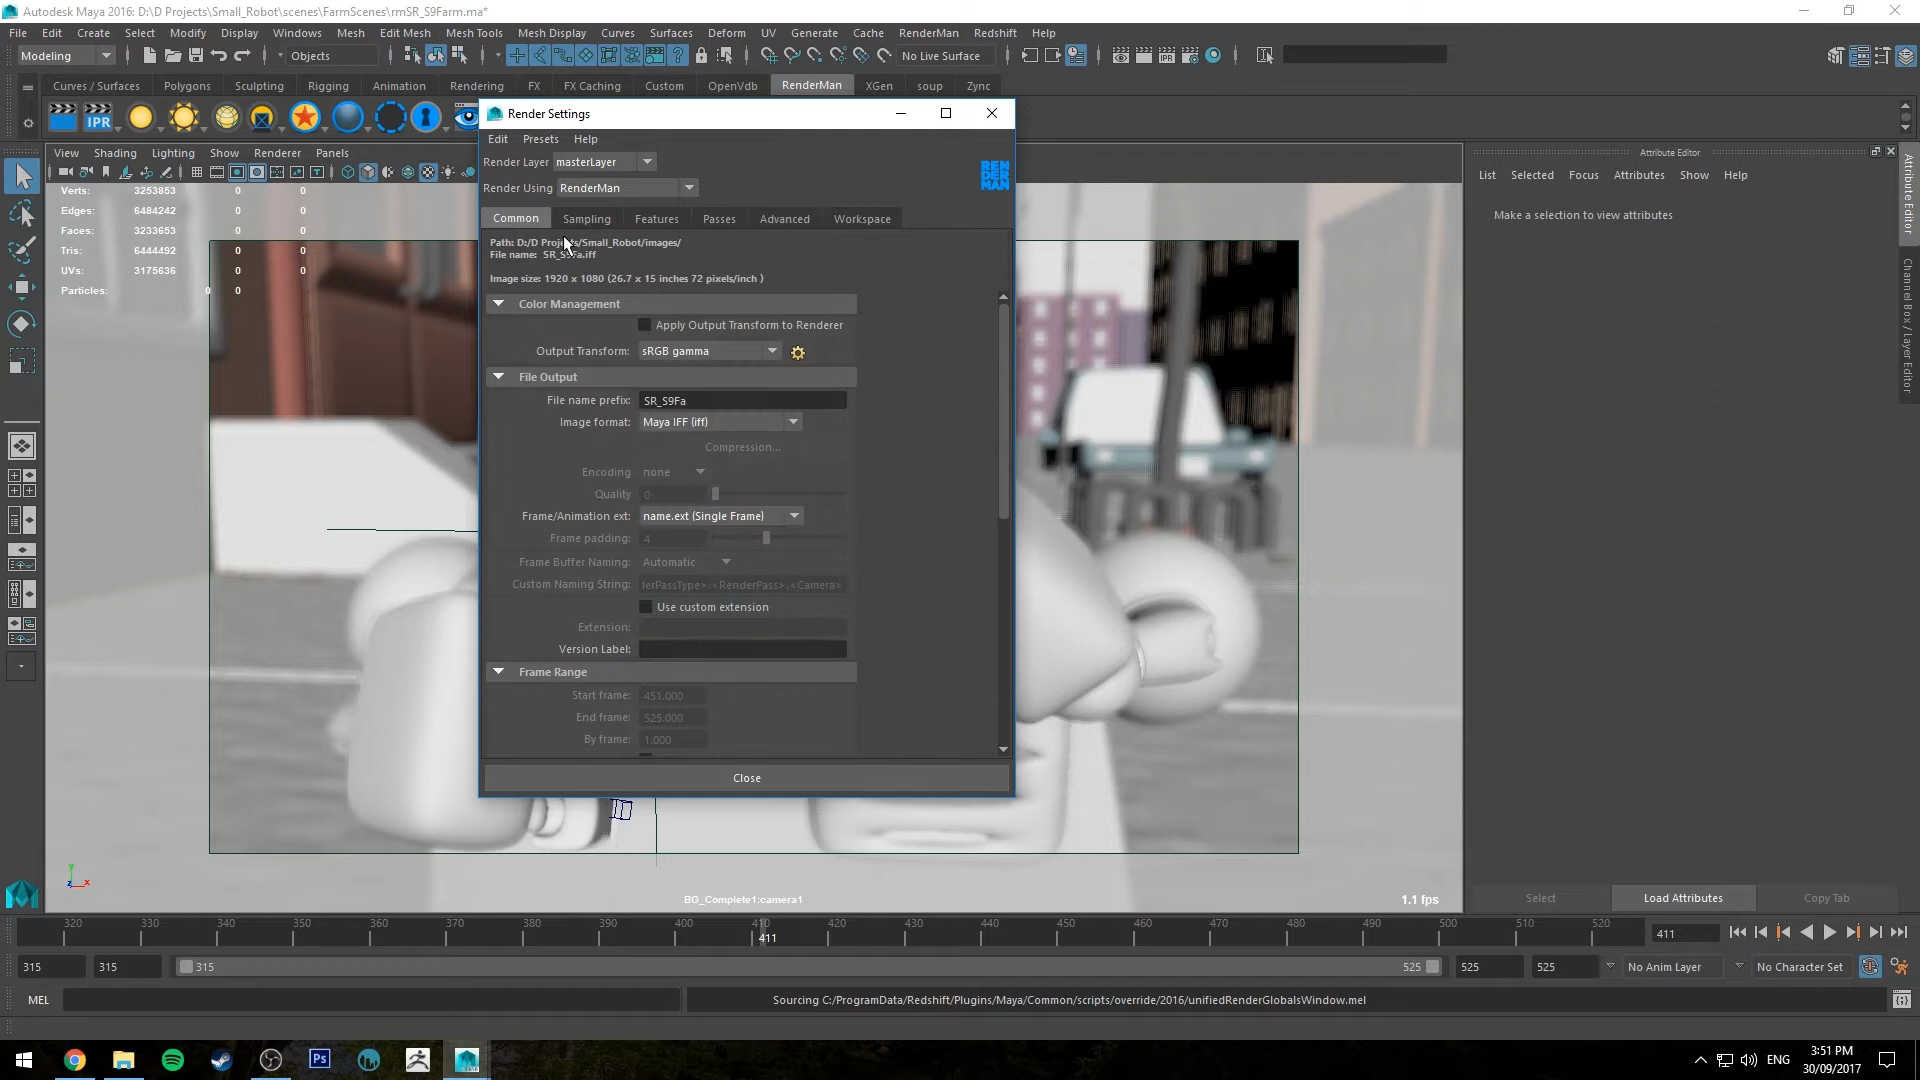 Autodesk Maya 2016: D:\D Projects\Small_Robot\scenes\FarmScenes\rmSR_S9Farm.ma*
File Edit Create Select Modify Display Windows Mesh Edit Mesh Mesh Tools Mesh Display Curves Surfaces Deform UV Generate Cache RenderMan Redshift Help
Modeling Objects No Live Surface
Curves / Surfaces Polygons Sculpting Rigging Animation Rendering FX FX Caching Custom OpenVdb RenderMan XGen soup Zync
IPR
Render Settings
Edit Presets Help
Render Layer masterLayer
Render Using RenderMan
REN
DER
MAN
Common Sampling Features Passes Advanced Workspace
Path: D:/D Projects/Small_Robot/images/
File name: SR_S9Fa.iff
Image size: 1920 x 1080 (26.7 x 15 inches 72 pixels/inch )
Color Management
Apply Output Transform to Renderer
Output Transform: sRGB gamma
File Output
File name prefix: SR_S9Fa
Image format: Maya IFF (iff)
Compression...
Encoding none
Quality 0
Frame/Animation ext: name.ext (Single Frame)
Frame padding: 4
Frame Buffer Naming: Automatic
Custom Naming String: derPassType>:<RenderPass>.<Camera>
Use custom extension
Extension:
Version Label:
Frame Range
Start frame: 451.000
End frame: 525.000
By frame: 1.000
Close
View Shading Lighting Show Renderer Panels
Verts: 3253853 0 0
Edges: 6484242 0 0
Faces: 3233653 0 0
Tris: 6444492 0 0
UVs: 3175636 0 0
Particles: 0 0
y
z x
BG_Complete1:camera1
1.1 fps
Attribute Editor
List Selected Focus Attributes Show Help
Make a selection to view attributes
Attribute Editor
Channel Box / Layer Editor
Select Load Attributes Copy Tab
320 330 340 350 360 370 380 390 400 410 420 430 440 450 460 470 480 490 500 510 520
411
411
315 315 315 525 525 525 No Anim Layer No Character Set
MEL
Sourcing C:/ProgramData/Redshift/Plugins/Maya/Common/scripts/override/2016/unifiedRenderGlobalsWindow.mel
Ps
ENG
3:51 PM
30/09/2017